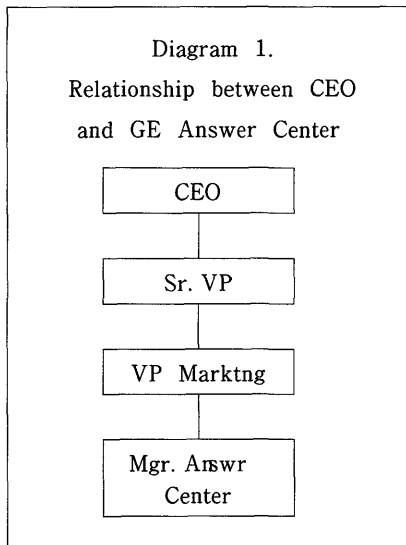 Diagram 1.
Relationship between CEO
and GE Answer Center
CEO
Sr. VP
VP Marktng
Mgr. Answr
Center